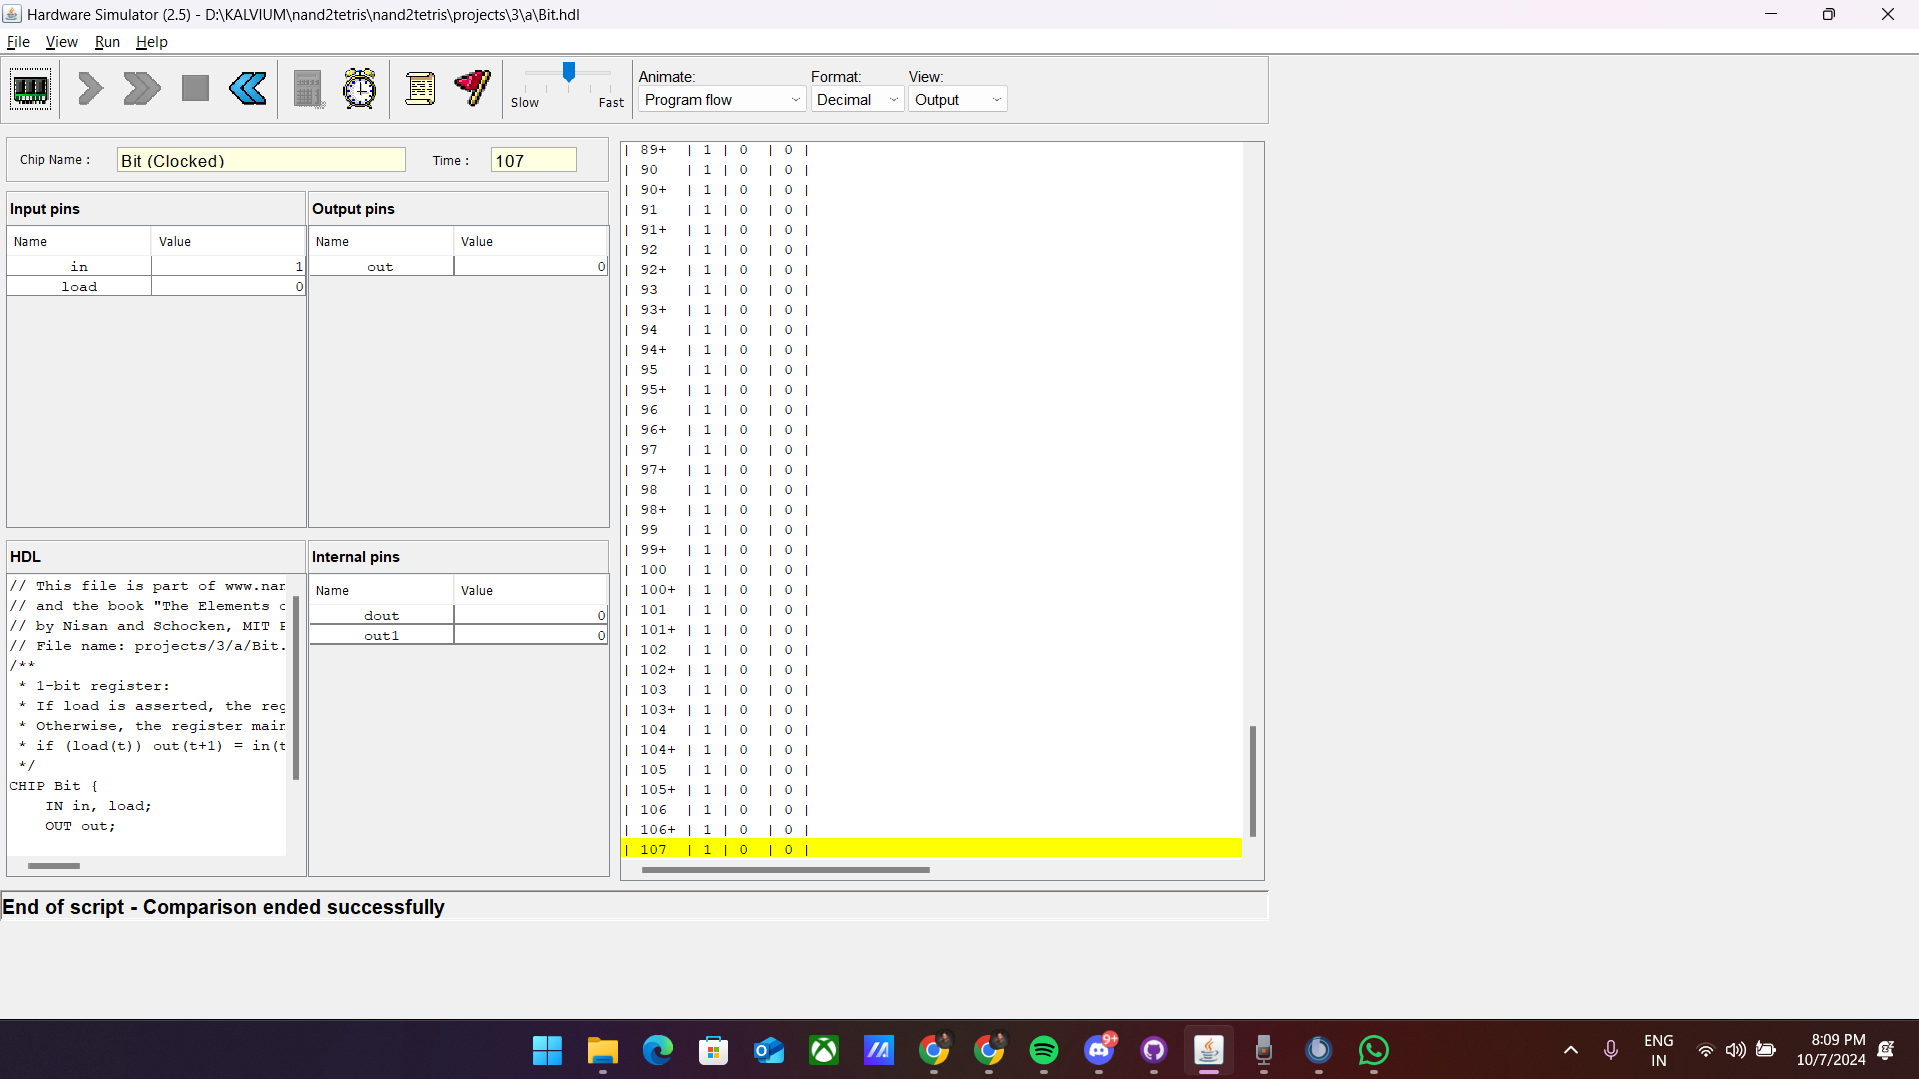 Hardware Simulator (2.5) - D:\KALVIUM\nand2tetris\nand2tetris\projects\3\a\Bit.hdl
File View Run Help
Slow Fast
Animate: Format: View:
Program flow Decimal Output
Chip Name : Bit (Clocked) Time : 107
Input pins
Name Value
in 1
load 0
Output pins
Name Value
out 0
HDL
// This file is part of www.nan
// and the book "The Elements o
// by Nisan and Schocken, MIT P
// File name: projects/3/a/Bit.
/**
* 1-bit register:
* If load is asserted, the reg
* Otherwise, the register main
* if (load(t)) out(t+1) = in(t
*/
CHIP Bit {
IN in, load;
OUT out;
Internal pins
Name Value
dout 0
out1 0
| 89+ | 1 | 0 | 0 |
| 90 | 1 | 0 | 0 |
| 90+ | 1 | 0 | 0 |
| 91 | 1 | 0 | 0 |
| 91+ | 1 | 0 | 0 |
| 92 | 1 | 0 | 0 |
| 92+ | 1 | 0 | 0 |
| 93 | 1 | 0 | 0 |
| 93+ | 1 | 0 | 0 |
| 94 | 1 | 0 | 0 |
| 94+ | 1 | 0 | 0 |
| 95 | 1 | 0 | 0 |
| 95+ | 1 | 0 | 0 |
| 96 | 1 | 0 | 0 |
| 96+ | 1 | 0 | 0 |
| 97 | 1 | 0 | 0 |
| 97+ | 1 | 0 | 0 |
| 98 | 1 | 0 | 0 |
| 98+ | 1 | 0 | 0 |
| 99 | 1 | 0 | 0 |
| 99+ | 1 | 0 | 0 |
| 100 | 1 | 0 | 0 |
| 100+ | 1 | 0 | 0 |
| 101 | 1 | 0 | 0 |
| 101+ | 1 | 0 | 0 |
| 102 | 1 | 0 | 0 |
| 102+ | 1 | 0 | 0 |
| 103 | 1 | 0 | 0 |
| 103+ | 1 | 0 | 0 |
| 104 | 1 | 0 | 0 |
| 104+ | 1 | 0 | 0 |
| 105 | 1 | 0 | 0 |
| 105+ | 1 | 0 | 0 |
| 106 | 1 | 0 | 0 |
| 106+ | 1 | 0 | 0 |
| 107 | 1 | 0 | 0 |
End of script - Comparison ended successfully
9+
ENG
IN
8:09 PM
10/7/2024